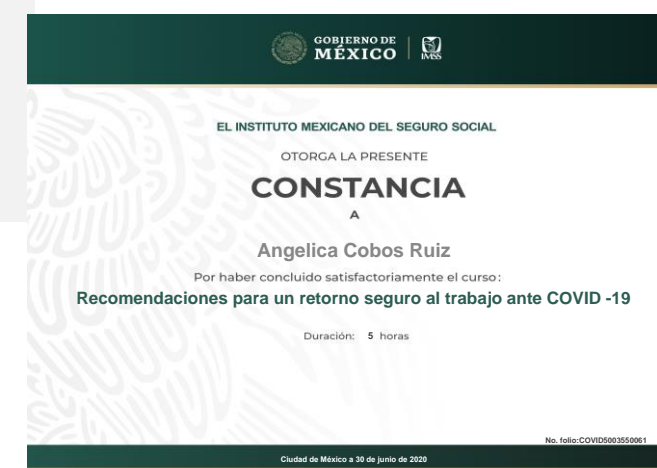 GOBIERNO DE
MÉXICO
IMSS
EL INSTITUTO MEXICANO DEL SEGURO SOCIAL
OTORGA LA PRESENTE
CONSTANCIA
A
Angelica Cobos Ruiz
Por haber concluido satisfactoriamente el curso:
Recomendaciones para un retorno seguro al trabajo ante COVID -19
Duración: 5 horas
No. folio:COVID5003550061
Ciudad de México a 30 de junio de 2020